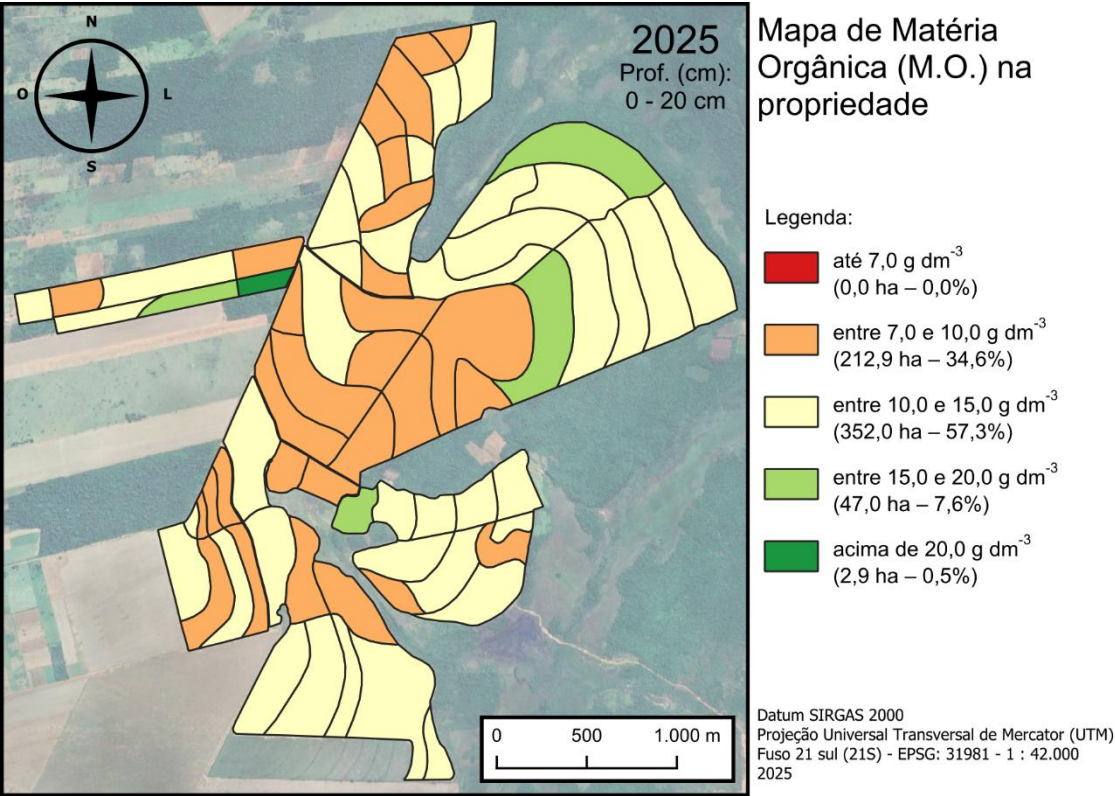 N
O
L
S
2025
Prof. (cm):
0 - 20 cm
0
500
1.000 m
Mapa de Matéria
Orgânica (M.O.) na
propriedade
Legenda:
até 7,0 g dm⁻³
(0,0 ha – 0,0%)
entre 7,0 e 10,0 g dm⁻³
(212,9 ha – 34,6%)
entre 10,0 e 15,0 g dm⁻³
(352,0 ha – 57,3%)
entre 15,0 e 20,0 g dm⁻³
(47,0 ha – 7,6%)
acima de 20,0 g dm⁻³
(2,9 ha – 0,5%)
Datum SIRGAS 2000
Projeção Universal Transversal de Mercator (UTM)
Fuso 21 sul (21S) - EPSG: 31981 - 1 : 42.000
2025